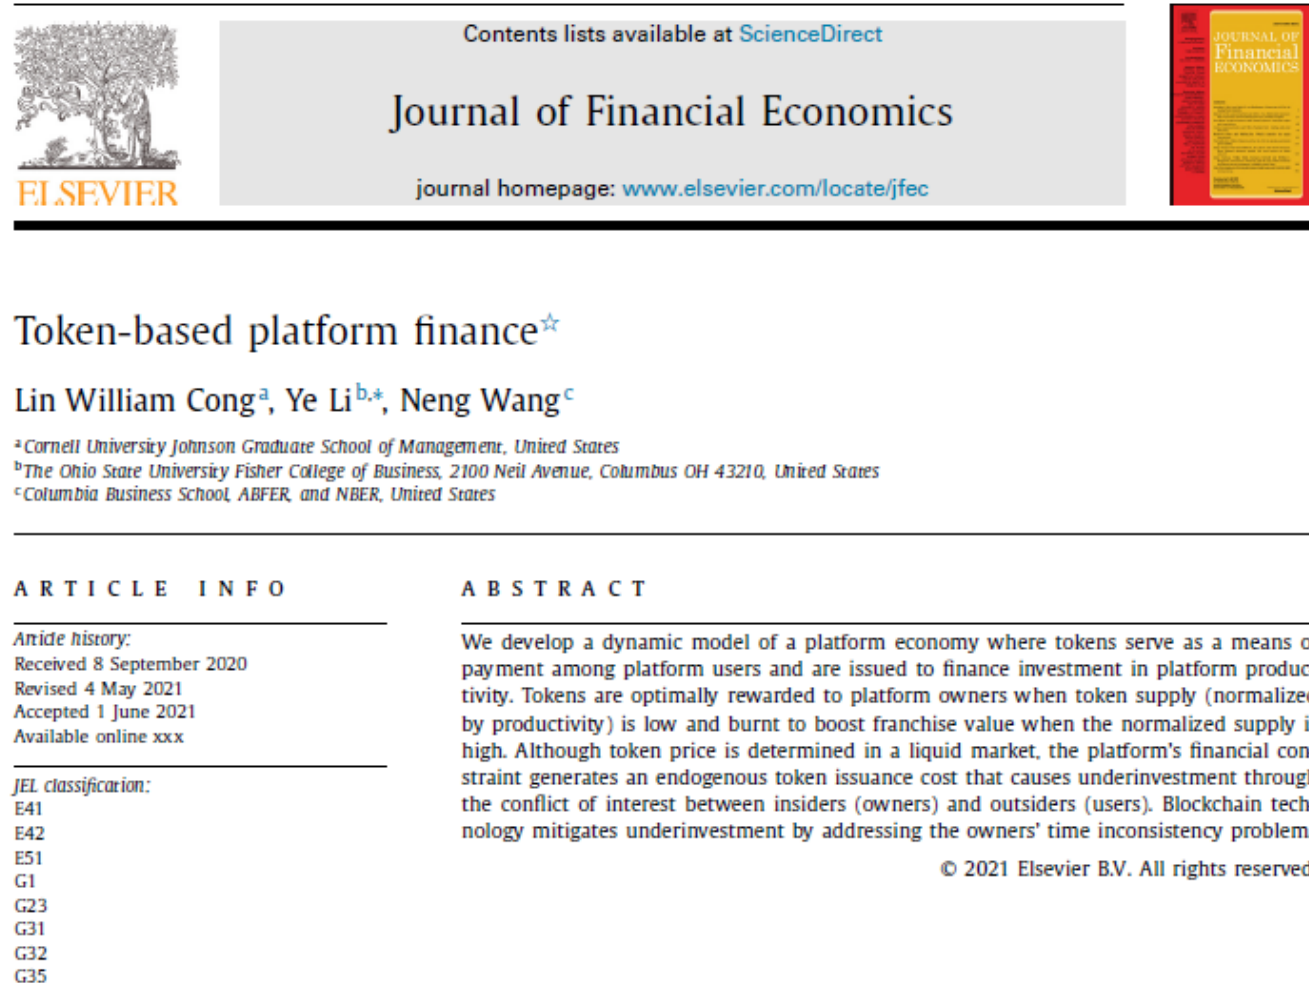 Contents lists available at ScienceDirect
Journal of Financial Economics
journal homepage: www.elsevier.com/locate/jfec
ELSEVIER
JOURNAL OF
Financial
ECONOMICS
Token-based platform finance☆
Lin William Cong a, Ye Li b,*, Neng Wang c
a Cornell University Johnson Graduate School of Management, United States
b The Ohio State University Fisher College of Business, 2100 Neil Avenue, Columbus OH 43210, United States
c Columbia Business School, ABFER, and NBER, United States
ARTICLE INFO
Article history:
Received 8 September 2020
Revised 4 May 2021
Accepted 1 June 2021
Available online xxx
JEL classification:
E41
E42
E51
G1
G23
G31
G32
G35
ABSTRACT
We develop a dynamic model of a platform economy where tokens serve as a means o
payment among platform users and are issued to finance investment in platform produc
tivity. Tokens are optimally rewarded to platform owners when token supply (normalized
by productivity) is low and burnt to boost franchise value when the normalized supply i
high. Although token price is determined in a liquid market, the platform's financial con
straint generates an endogenous token issuance cost that causes underinvestment through
the conflict of interest between insiders (owners) and outsiders (users). Blockchain tech
nology mitigates underinvestment by addressing the owners' time inconsistency problem.
© 2021 Elsevier B.V. All rights reserved